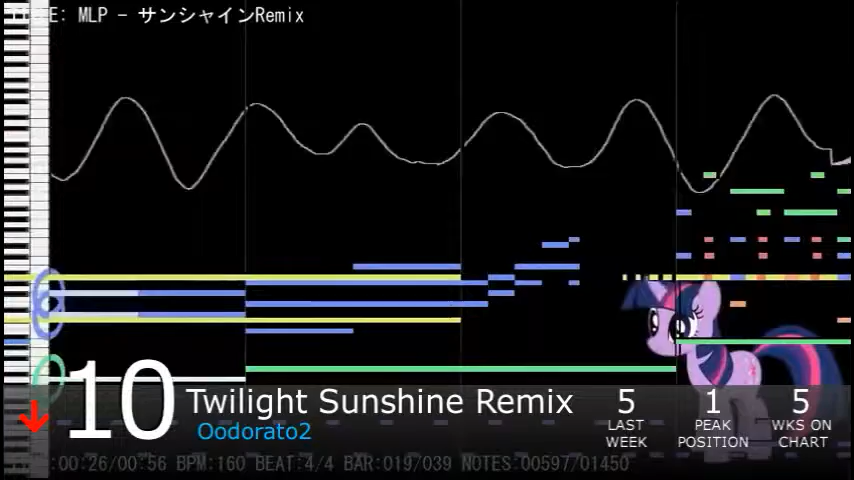 E: MLP - サンシャインRemix
10
Twilight Sunshine Remix
Oodorato2
5
LAST
WEEK
1
PEAK
POSITION
5
WKS ON
CHART
:00:26/00:56 BPM:160 BEAT:4/4 BAR:019/039 NOTES:00597/01450